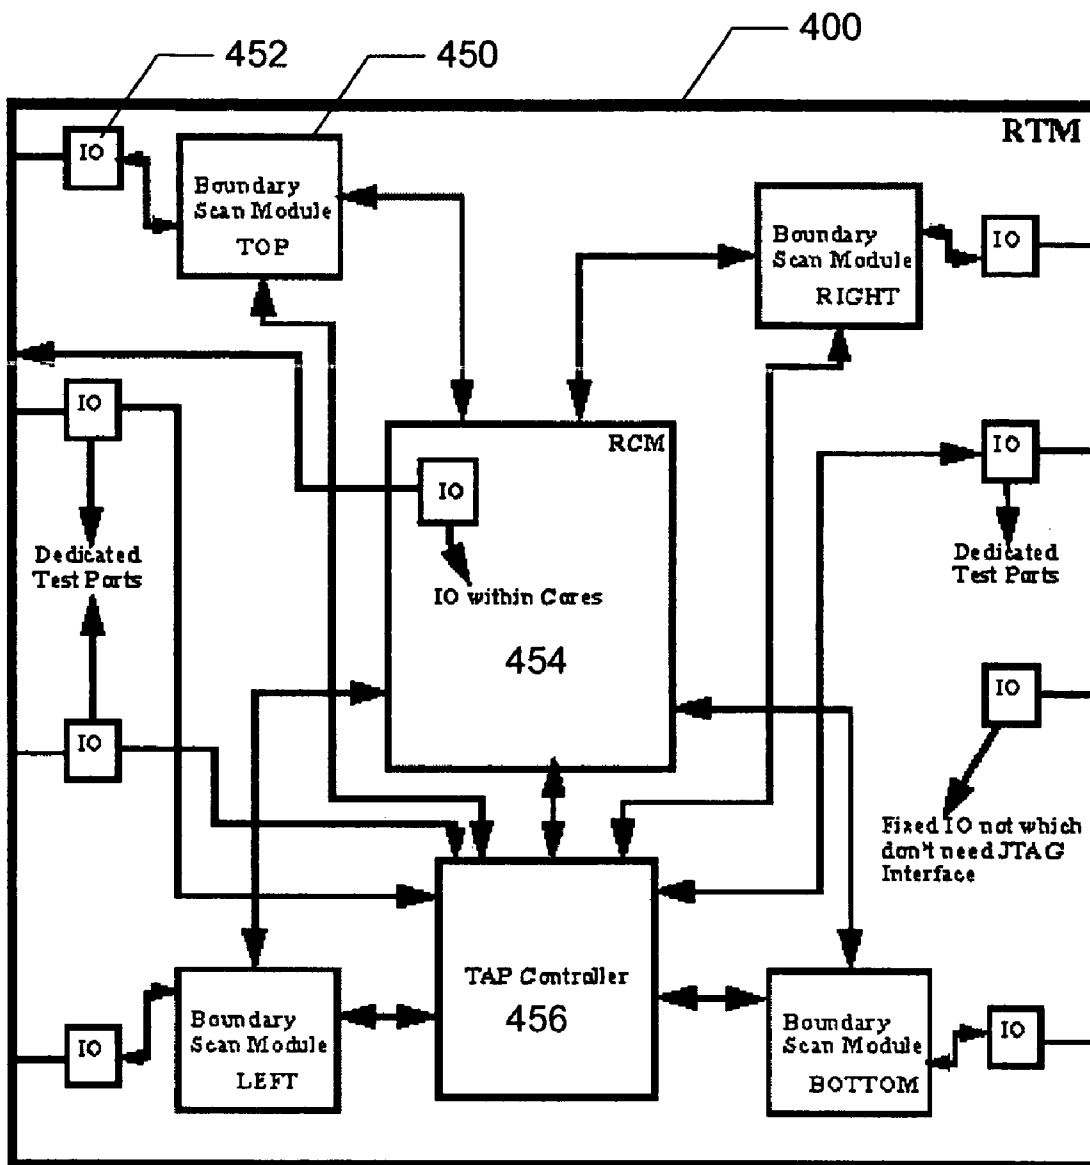 452
450
400
RTM
IO
Boundary
Scan Module
TOP
Boundary
Scan Module
RIGHT
IO
IO
RCM
IO
IO
Dedicated
Test Ports
IO within Cores
Dedicated
Test Ports
454
IO
IO
Fixed IO not which
don't need JTAG
Interface
TAP Controller
456
IO
Boundary
Scan Module
LEFT
Boundary
Scan Module
BOTTOM
IO